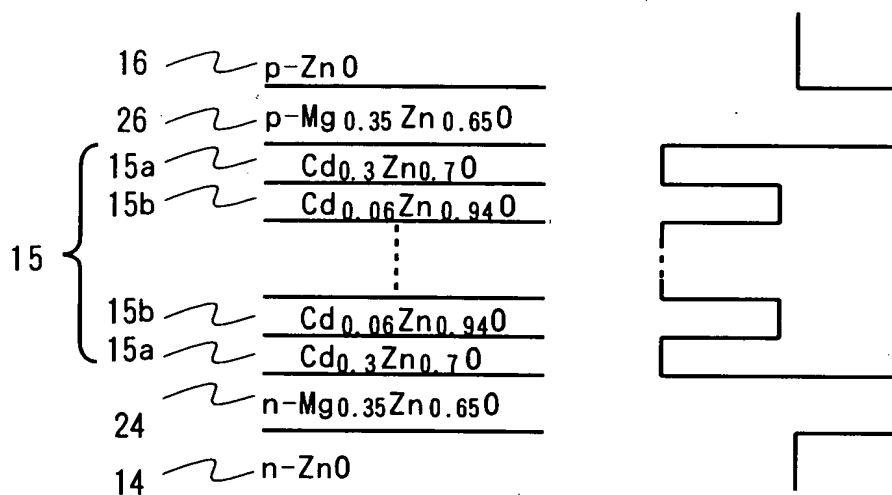 16 p-ZnO
26 p-Mg0.35Zn0.65O
15a Cd0.3Zn0.7O
15b Cd0.06Zn0.94O
15
15b Cd0.06Zn0.94O
15a Cd0.3Zn0.7O
24 n-Mg0.35Zn0.65O
14 n-ZnO